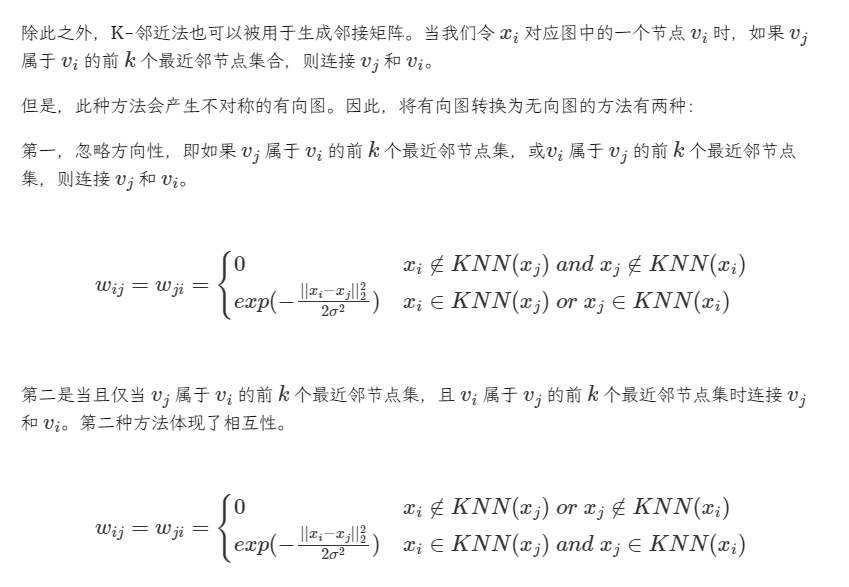 除此之外，K-邻近法也可以被用于生成邻接矩阵。当我们令 x_i 对应图中的一个节点 v_i 时，如果 v_j
属于 v_i 的前 k 个最近邻节点集合，则连接 v_j 和 v_i。
但是，此种方法会产生不对称的有向图。因此，将有向图转换为无向图的方法有两种：
第一，忽略方向性，即如果 v_j 属于 v_i 的前 k 个最近邻节点集，或v_i 属于 v_j 的前 k 个最近邻节点
集，则连接 v_j 和 v_i。
w_{ij} = w_{ji} = \begin{cases} 0 & x_i \notin KNN(x_j) \ and \ x_j \notin KNN(x_i) \\ exp(-\frac{||x_i-x_j||_2^2}{2\sigma^2}) & x_i \in KNN(x_j) \ or \ x_j \in KNN(x_i) \end{cases}
第二是当且仅当 v_j 属于 v_i 的前 k 个最近邻节点集，且 v_i 属于 v_j 的前 k 个最近邻节点集时连接 v_j
和 v_i。第二种方法体现了相互性。
w_{ij} = w_{ji} = \begin{cases} 0 & x_i \notin KNN(x_j) \ or \ x_j \notin KNN(x_i) \\ exp(-\frac{||x_i-x_j||_2^2}{2\sigma^2}) & x_i \in KNN(x_j) \ and \ x_j \in KNN(x_i) \end{cases}